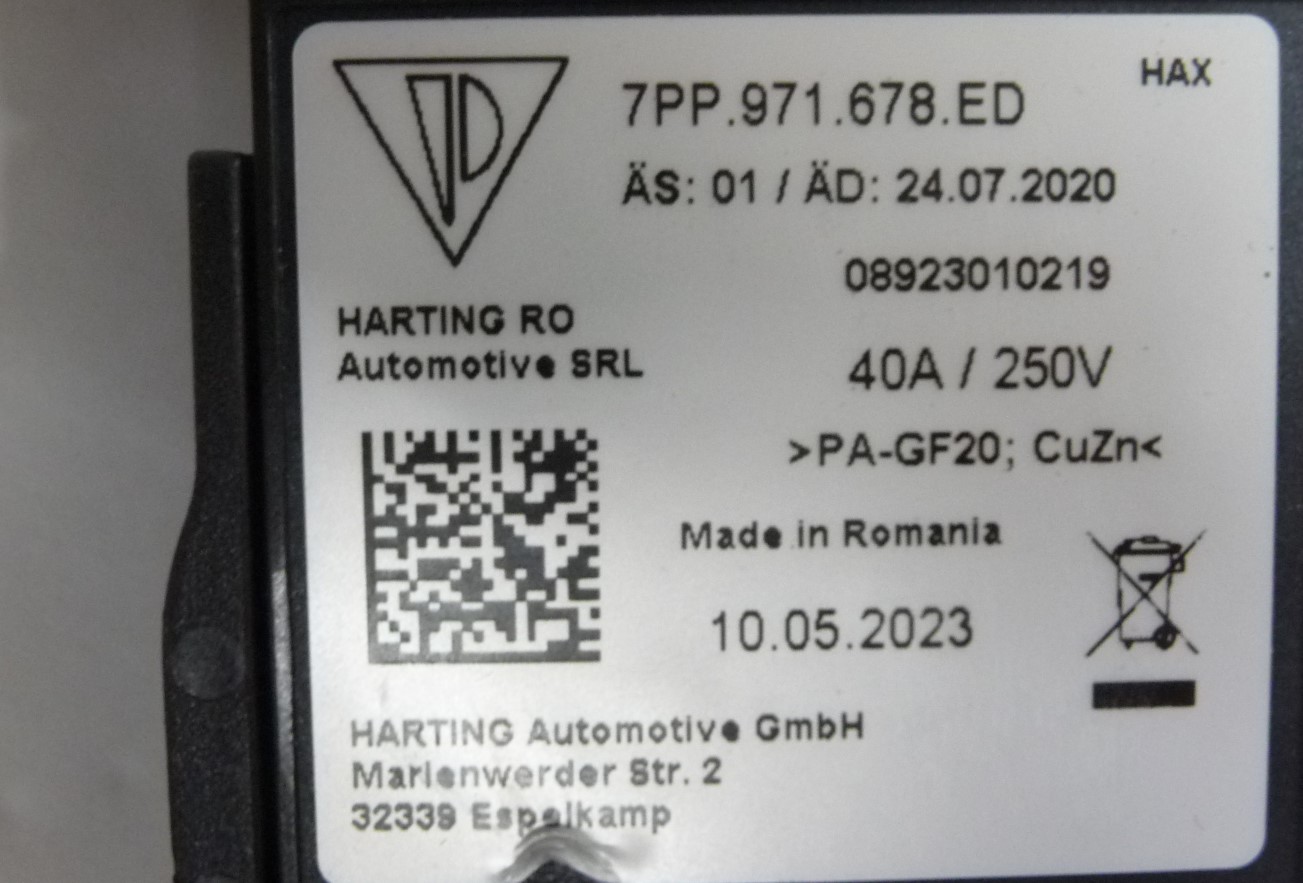 7PP.971.678.ED
HAX
ÄS: 01 / ÄD: 24.07.2020
08923010219
HARTING RO
Automotive SRL
40A / 250V
>PA-GF20; CuZn<
Made in Romania
10.05.2023
HARTING Automotive GmbH
Marienwerder Str. 2
32339 Espelkamp